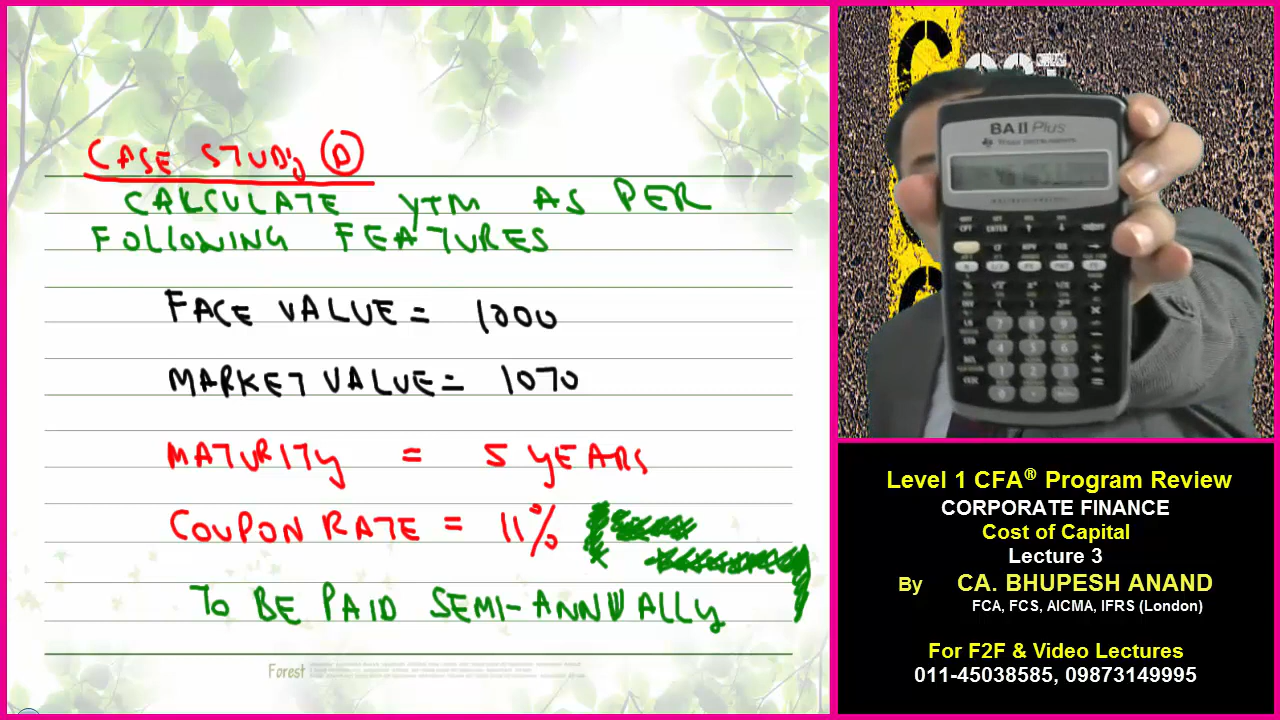 CASE STUDY (A)
CALCULATE YTM AS PER
FOLLOWING FEATURES
FACE VALUE = 1000
MARKET VALUE = 1070
MATURITY = 5 YEARS
COUPON RATE = 11%
TO BE PAID SEMI-ANNUALLY
Forest
BA II Plus
Level 1 CFA® Program Review
CORPORATE FINANCE
Cost of Capital
Lecture 3
By CA. BHUPESH ANAND
FCA, FCS, AICMA, IFRS (London)
For F2F & Video Lectures
011-45038585, 09873149995